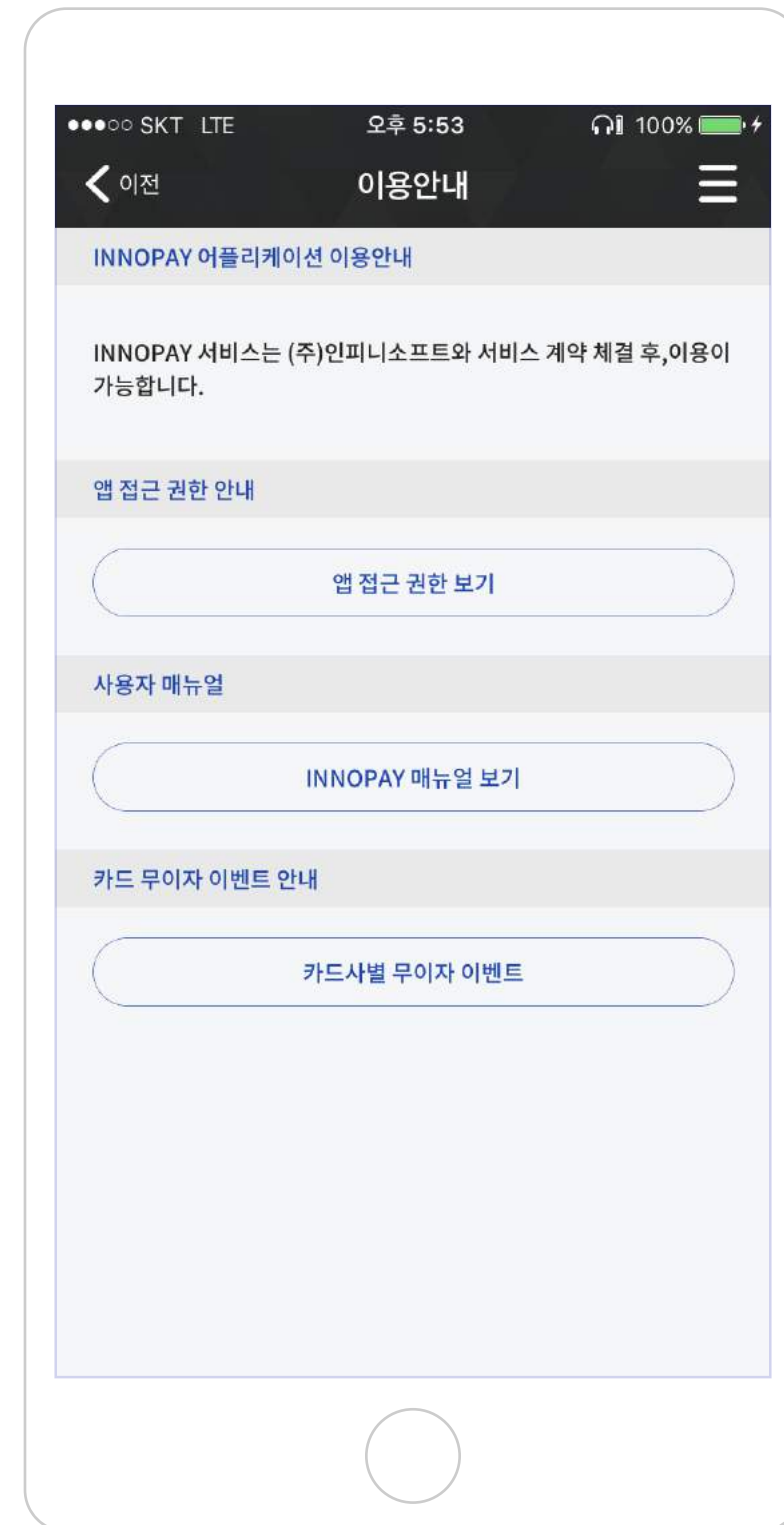 SKT LTE 오후 5:53 100%
이전 이용안내
INNOPAY 어플리케이션 이용안내
INNOPAY 서비스는 (주)인피니소프트와 서비스 계약 체결 후,이용이
가능합니다.
앱 접근 권한 안내
앱 접근 권한 보기
사용자 매뉴얼
INNOPAY 매뉴얼 보기
카드 무이자 이벤트 안내
카드사별 무이자 이벤트